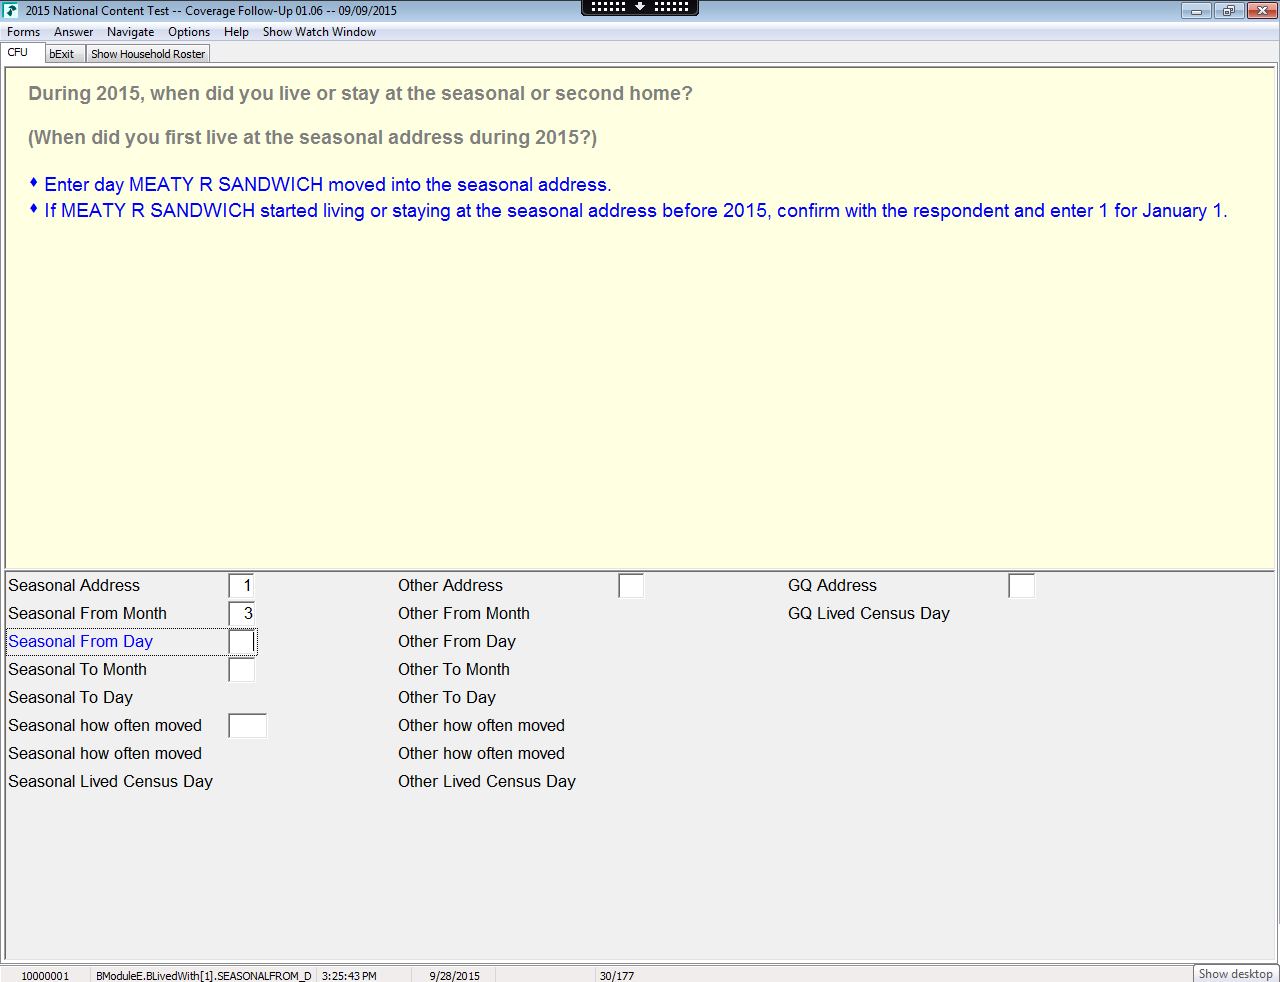 2015 National Content Test -- Coverage Follow-Up 01.06 -- 09/09/2015
Forms Answer Navigate Options Help Show Watch Window
CFU bExit Show Household Roster
During 2015, when did you live or stay at the seasonal or second home?
(When did you first live at the seasonal address during 2015?)
♦ Enter day MEATY R SANDWICH moved into the seasonal address.
♦ If MEATY R SANDWICH started living or staying at the seasonal address before 2015, confirm with the respondent and enter 1 for January 1.
Seasonal Address 1 Other Address GQ Address
Seasonal From Month 3 Other From Month GQ Lived Census Day
Seasonal From Day Other From Day
Seasonal To Month Other To Month
Seasonal To Day Other To Day
Seasonal how often moved Other how often moved
Seasonal how often moved Other how often moved
Seasonal Lived Census Day Other Lived Census Day
10000001 BModuleE.BLivedWith[1].SEASONALFROM_D 3:25:43 PM 9/28/2015 30/177 Show desktop